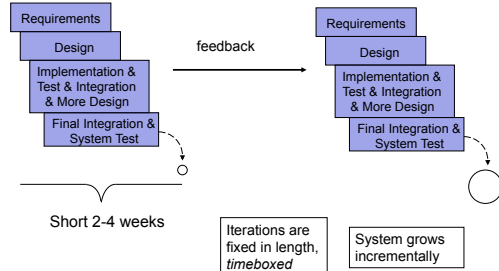 Requirements
Design
Implementation &
Test & Integration
& More Design
Final Integration &
System Test
feedback
Requirements
Design
Implementation &
Test & Integration
& More Design
Final Integration &
System Test
Short 2-4 weeks
Iterations are
fixed in length,
timeboxed
System grows
incrementally